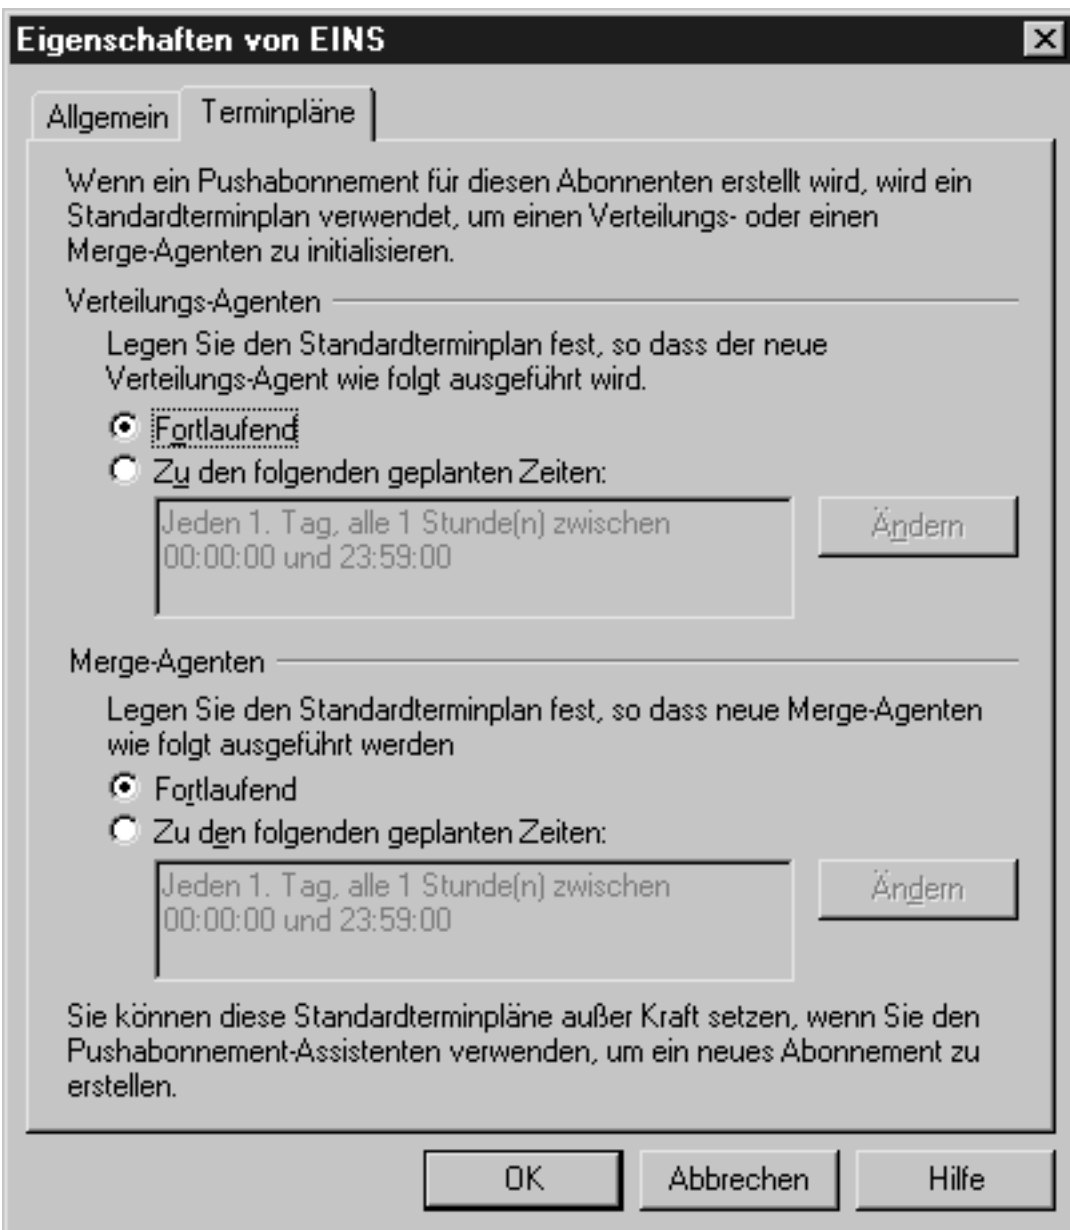 Eigenschaften von EINS
Allgemein
Terminpläne
Wenn ein Pushabonnement für diesen Abonnenten erstellt wird, wird ein
Standardterminplan verwendet, um einen Verteilungs- oder einen
Merge-Agenten zu initialisieren.
Verteilungs-Agenten
Legen Sie den Standardterminplan fest, so dass der neue
Verteilungs-Agent wie folgt ausgeführt wird.
Fortlaufend
Zu den folgenden geplanten Zeiten:
Jeden 1. Tag, alle 1 Stunde(n) zwischen
00:00:00 und 23:59:00
Ändern
Merge-Agenten
Legen Sie den Standardterminplan fest, so dass neue Merge-Agenten
wie folgt ausgeführt werden
Fortlaufend
Zu den folgenden geplanten Zeiten:
Jeden 1. Tag, alle 1 Stunde(n) zwischen
00:00:00 und 23:59:00
Ändern
Sie können diese Standardterminpläne außer Kraft setzen, wenn Sie den
Pushabonnement-Assistenten verwenden, um ein neues Abonnement zu
erstellen.
OK
Abbrechen
Hilfe